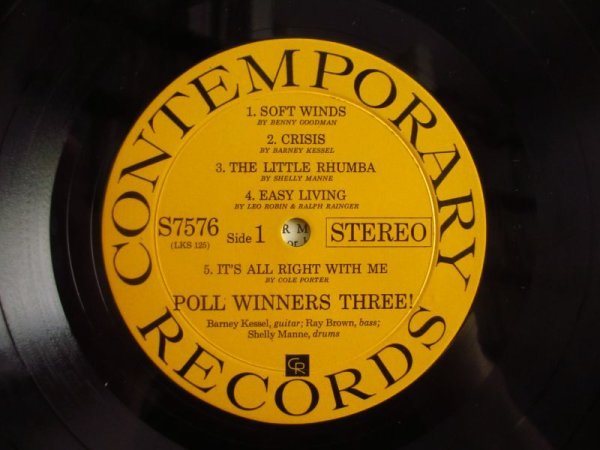 CONTEMPORARY
1. SOFT WINDS
BY BENNY GOODMAN
2. CRISIS
BY BARNEY KESSEL
3. THE LITTLE RHUMBA
BY SHELLY MANNE
4. EASY LIVING
BY LEO ROBIN & RALPH RAINGER
S7576
(LKS 125)
Side 1
R M
STEREO
5. IT'S ALL RIGHT WITH ME
BY COLE PORTER
POLL WINNERS THREE!
Barney Kessel, guitar; Ray Brown, bass;
Shelly Manne, drums
CR
RECORDS